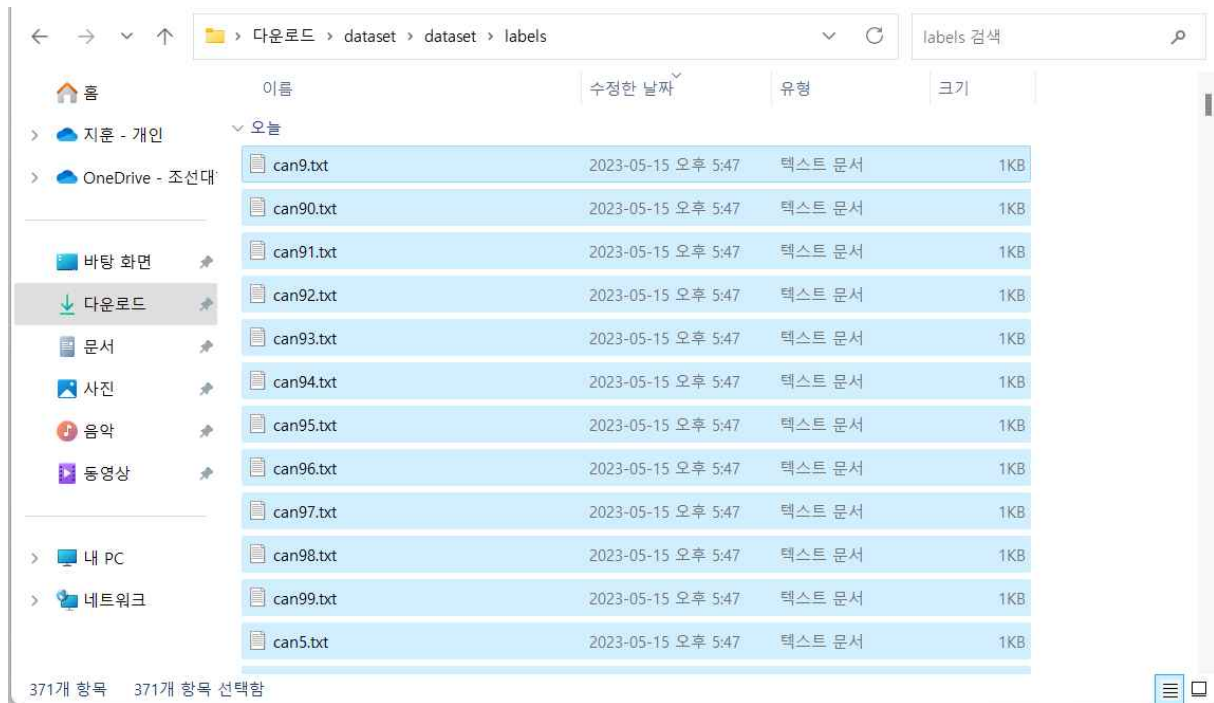 다운로드 > dataset > dataset > labels
labels 검색
홈
지훈 - 개인
OneDrive - 조선대
바탕 화면
다운로드
문서
사진
음악
동영상
내 PC
네트워크
이름 수정한 날짜 유형 크기
오늘
can9.txt 2023-05-15 오후 5:47 텍스트 문서 1KB
can90.txt 2023-05-15 오후 5:47 텍스트 문서 1KB
can91.txt 2023-05-15 오후 5:47 텍스트 문서 1KB
can92.txt 2023-05-15 오후 5:47 텍스트 문서 1KB
can93.txt 2023-05-15 오후 5:47 텍스트 문서 1KB
can94.txt 2023-05-15 오후 5:47 텍스트 문서 1KB
can95.txt 2023-05-15 오후 5:47 텍스트 문서 1KB
can96.txt 2023-05-15 오후 5:47 텍스트 문서 1KB
can97.txt 2023-05-15 오후 5:47 텍스트 문서 1KB
can98.txt 2023-05-15 오후 5:47 텍스트 문서 1KB
can99.txt 2023-05-15 오후 5:47 텍스트 문서 1KB
can5.txt 2023-05-15 오후 5:47 텍스트 문서 1KB
371개 항목 371개 항목 선택함